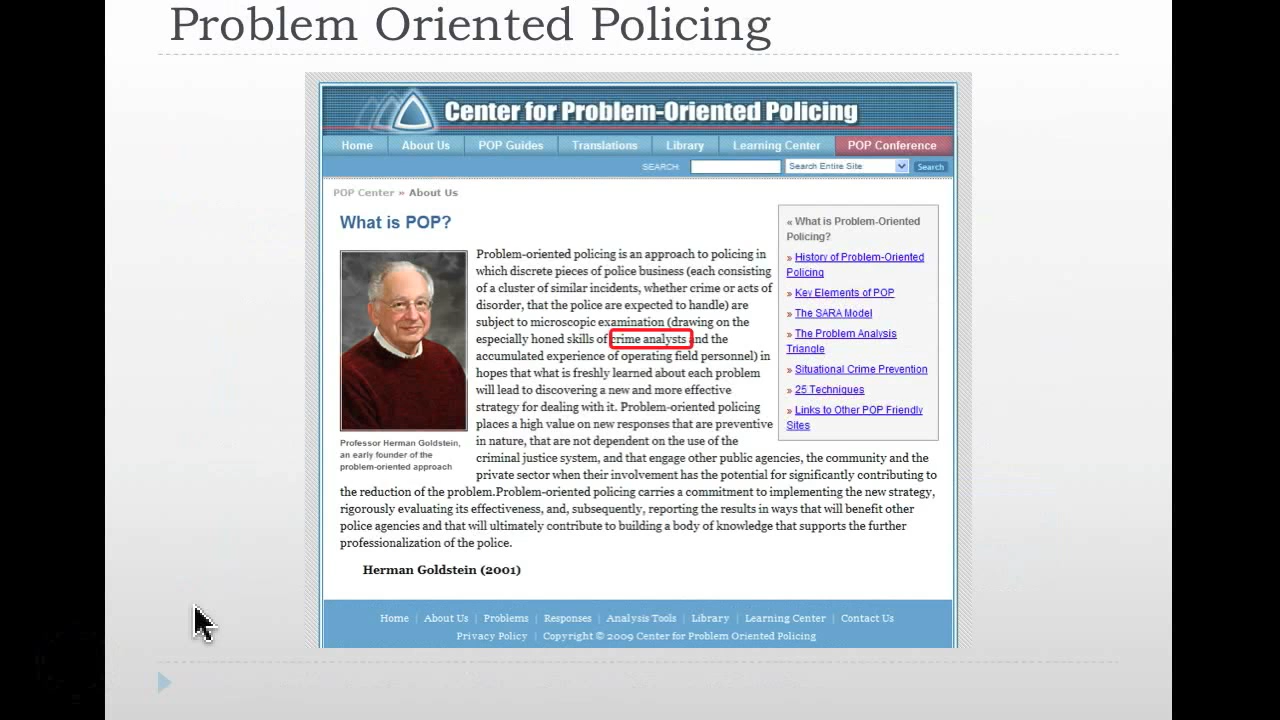 Problem Oriented Policing
Center for Problem-Oriented Policing
Home About Us POP Guides Translations Library Learning Center POP Conference
SEARCH: Search Entire Site Search
POP Center » About Us
What is POP?
Problem-oriented policing is an approach to policing in
which discrete pieces of police business (each consisting
of a cluster of similar incidents, whether crime or acts of
disorder, that the police are expected to handle) are
subject to microscopic examination (drawing on the
especially honed skills of crime analysts and the
accumulated experience of operating field personnel) in
hopes that what is freshly learned about each problem
will lead to discovering a new and more effective
strategy for dealing with it. Problem-oriented policing
places a high value on new responses that are preventive
in nature, that are not dependent on the use of the
criminal justice system, and that engage other public agencies, the community and the
private sector when their involvement has the potential for significantly contributing to
the reduction of the problem.Problem-oriented policing carries a commitment to implementing the new strategy,
rigorously evaluating its effectiveness, and, subsequently, reporting the results in ways that will benefit other
police agencies and that will ultimately contribute to building a body of knowledge that supports the further
professionalization of the police.
Herman Goldstein (2001)
Professor Herman Goldstein,
an early founder of the
problem-oriented approach
« What is Problem-Oriented
Policing?
» History of Problem-Oriented
Policing
» Key Elements of POP
» The SARA Model
» The Problem Analysis
Triangle
» Situational Crime Prevention
» 25 Techniques
» Links to Other POP Friendly
Sites
Home | About Us | Problems | Responses | Analysis Tools | Library | Learning Center | Contact Us
Privacy Policy | Copyright © 2009 Center for Problem Oriented Policing